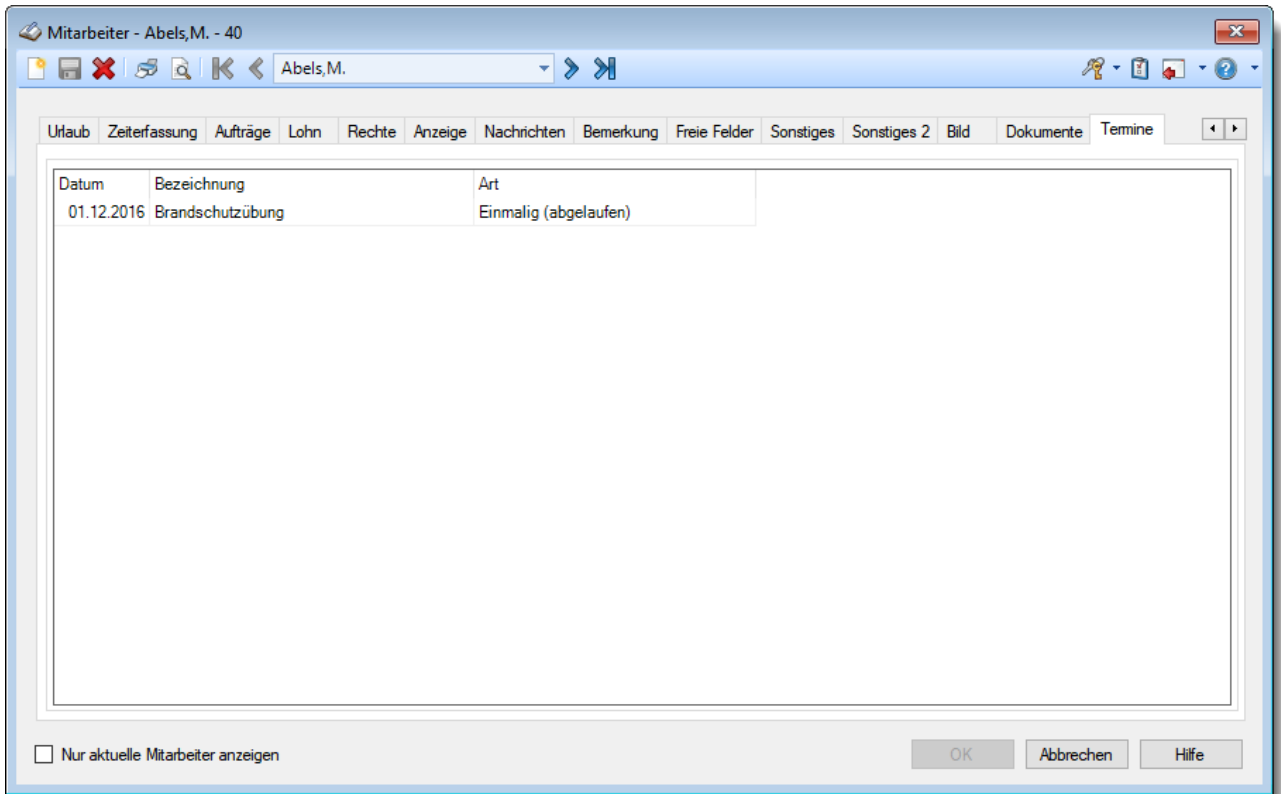 Mitarbeiter - Abels,M. - 40
Abels,M.
Urlaub Zeiterfassung Aufträge Lohn Rechte Anzeige Nachrichten Bemerkung Freie Felder Sonstiges Sonstiges 2 Bild Dokumente Termine
Datum Bezeichnung Art
01.12.2016 Brandschutzübung Einmalig (abgelaufen)
Nur aktuelle Mitarbeiter anzeigen OK Abbrechen Hilfe